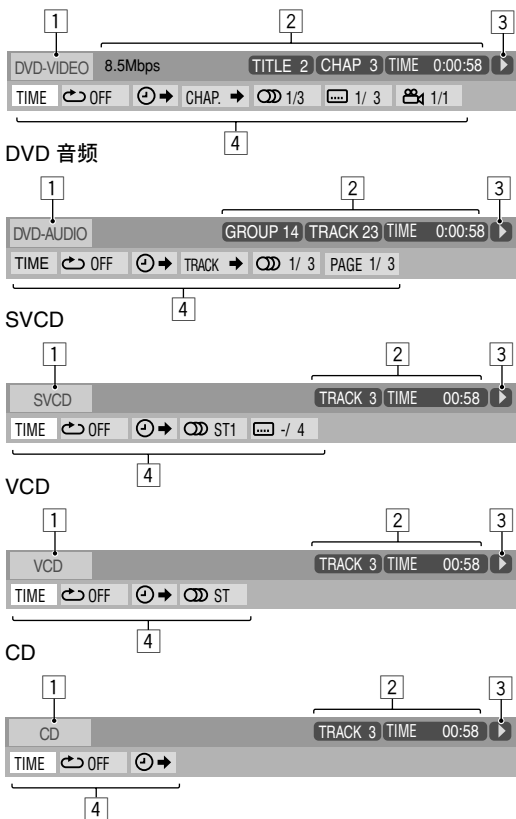 1 2 3
DVD-VIDEO 8.5Mbps TITLE 2 CHAP 3 TIME 0:00:58
TIME OFF CHAP. 1/3 1/ 3 1/1
4
DVD 音频
1 2 3
DVD-AUDIO GROUP 14 TRACK 23 TIME 0:00:58
TIME OFF TRACK 1/ 3 PAGE 1/ 3
4
SVCD
1 2 3
SVCD TRACK 3 TIME 00:58
TIME OFF ST1 -/ 4
4
VCD
1 2 3
VCD TRACK 3 TIME 00:58
TIME OFF ST
4
CD
1 2 3
CD TRACK 3 TIME 00:58
TIME OFF
4